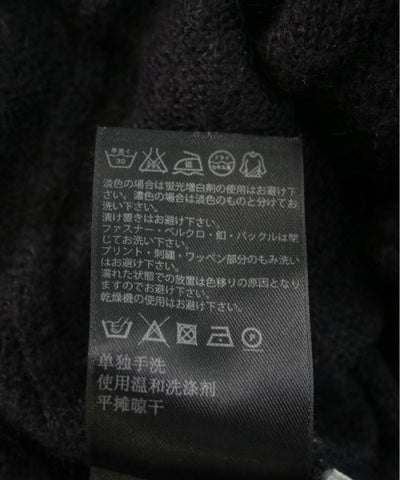 手洗イ
30
ドライ
淡色の場合は蛍光増白剤の使用はお避け下
さい。濃色の場合は淡色のものと分けてお
洗い下さい。
漬け置きはお避け下さい。
ファスナー・ベルクロ・釦・バックルは閉
じてお洗い下さい。
プリント・刺繍・ワッペン部分のもみ洗い
はお避け下さい。
濡れた状態での放置は色移りの原因となり
ますのでお避け下さい。
乾燥機の使用はお避け下さい。
P
单独手洗
使用温和洗涤剂
平摊晾干